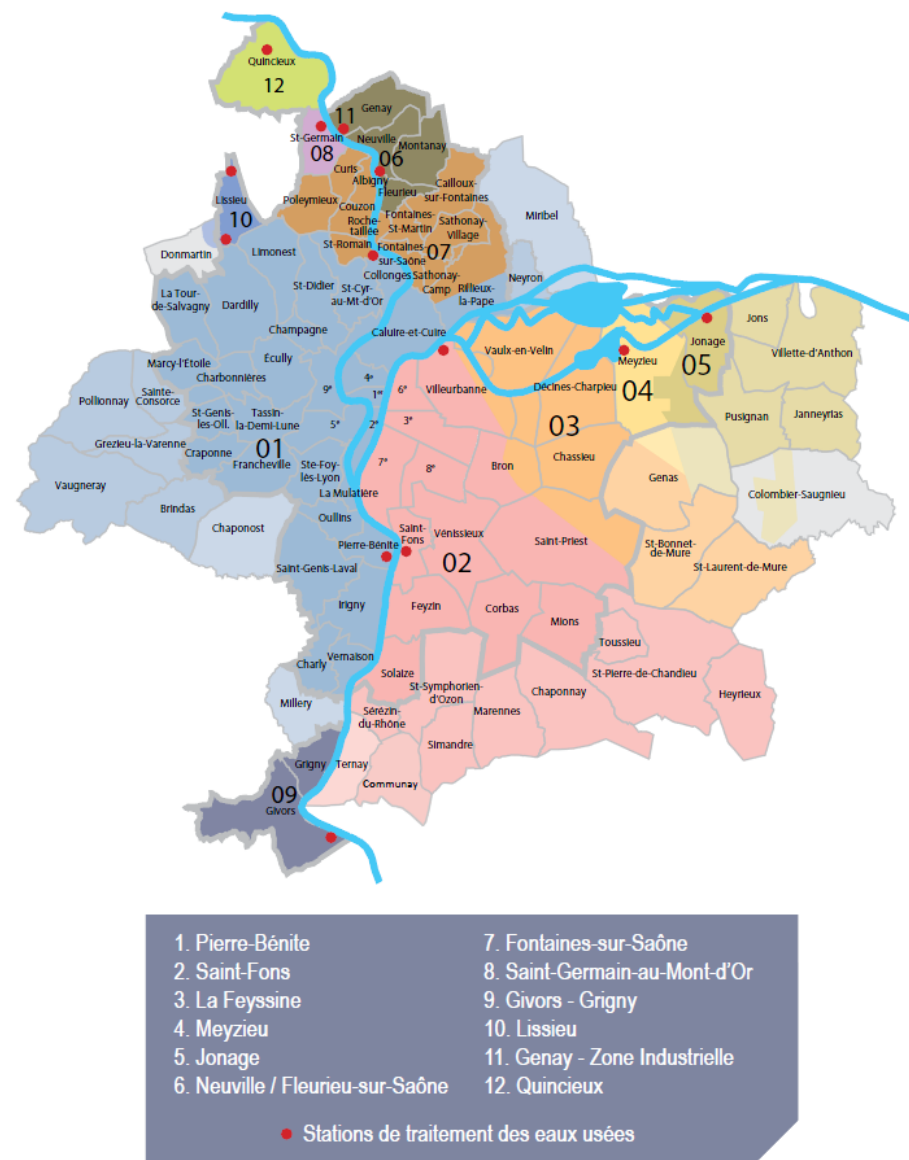 Quincieux
12
11
Genay
St-Germain
08
Neuville
06
Montanay
Curis
Albigny
Fleurieu
Cailloux-
sur-Fontaines
Lissieu
10
Poleymieux
Couzon
Roche-
taillée
Fontaines-
St-Martin
Sathonay-
Village
Miribel
Donmartin
Limonest
St-Romain
Fontaines-
sur-Saône
07
Collonges
Sathonay-
Camp
Rillieux-
la-Pape
Neyron
La Tour-
de-Salvagny
Dardilly
St-Didier
St-Cyr-
au-Mt-d'Or
Champagne
Caluire-et-Cuire
Jons
Jonage
05
Villette-d'Anthon
Vaulx-en-Velin
Meyzieu
04
Marcy-l'Étoile
Écully
Charbonnières
9e
4e
1er
6e
Villeurbanne
Décines-Charpieu
03
Pollionnay
Sainte-
Consorce
St-Genis-
les-Oll.
Tassin-
la-Demi-Lune
5e
2e
3e
Pusignan
Janneyrias
Grezieu-la-Varenne
01
Craponne
Francheville
Ste-Foy-
lès-Lyon
7e
8e
Bron
Chassieu
Genas
Vaugneray
Brindas
La Mulatière
Colombier-Saugnieu
Chaponost
Oullins
Pierre-Bénite
Saint-
Fons
Vénissieux
02
Saint-Priest
St-Bonnet-
de-Mure
St-Laurent-de-Mure
Saint-Genis-Laval
Irigny
Feyzin
Corbas
Mions
Toussieu
Charly
Vernaison
Solaize
St-Symphorien-
d'Ozon
Chaponnay
St-Pierre-de-Chandieu
Heyrieux
Millery
Sérézin-
du-Rhône
Marennes
Simandre
Grigny
Ternay
Communay
09
Givors
1. Pierre-Bénite
2. Saint-Fons
3. La Feyssine
4. Meyzieu
5. Jonage
6. Neuville / Fleurieu-sur-Saône
7. Fontaines-sur-Saône
8. Saint-Germain-au-Mont-d'Or
9. Givors - Grigny
10. Lissieu
11. Genay - Zone Industrielle
12. Quincieux
Stations de traitement des eaux usées